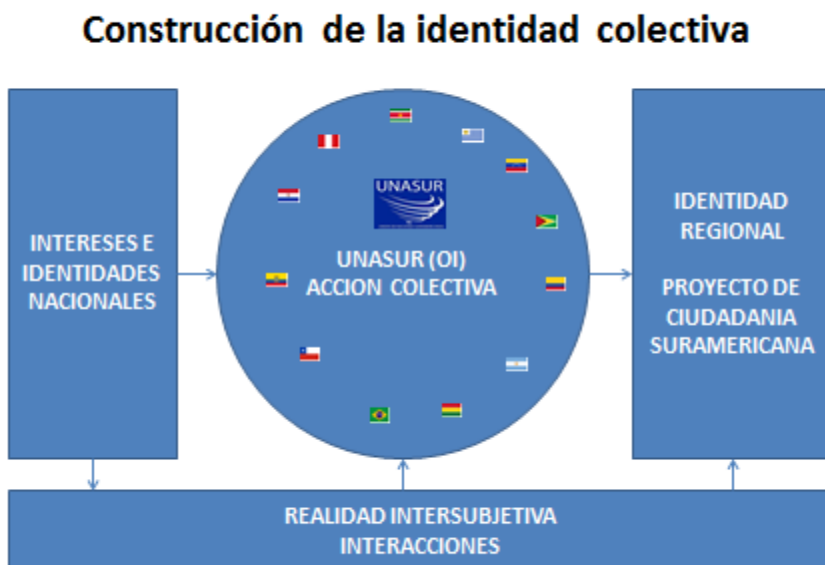 Construcción de la identidad colectiva
INTERESES E
IDENTIDADES
NACIONALES
UNASUR
UNASUR (OI)
ACCION COLECTIVA
IDENTIDAD
REGIONAL
PROYECTO DE
CIUDADANIA
SURAMERICANA
REALIDAD INTERSUBJETIVA
INTERACCIONES